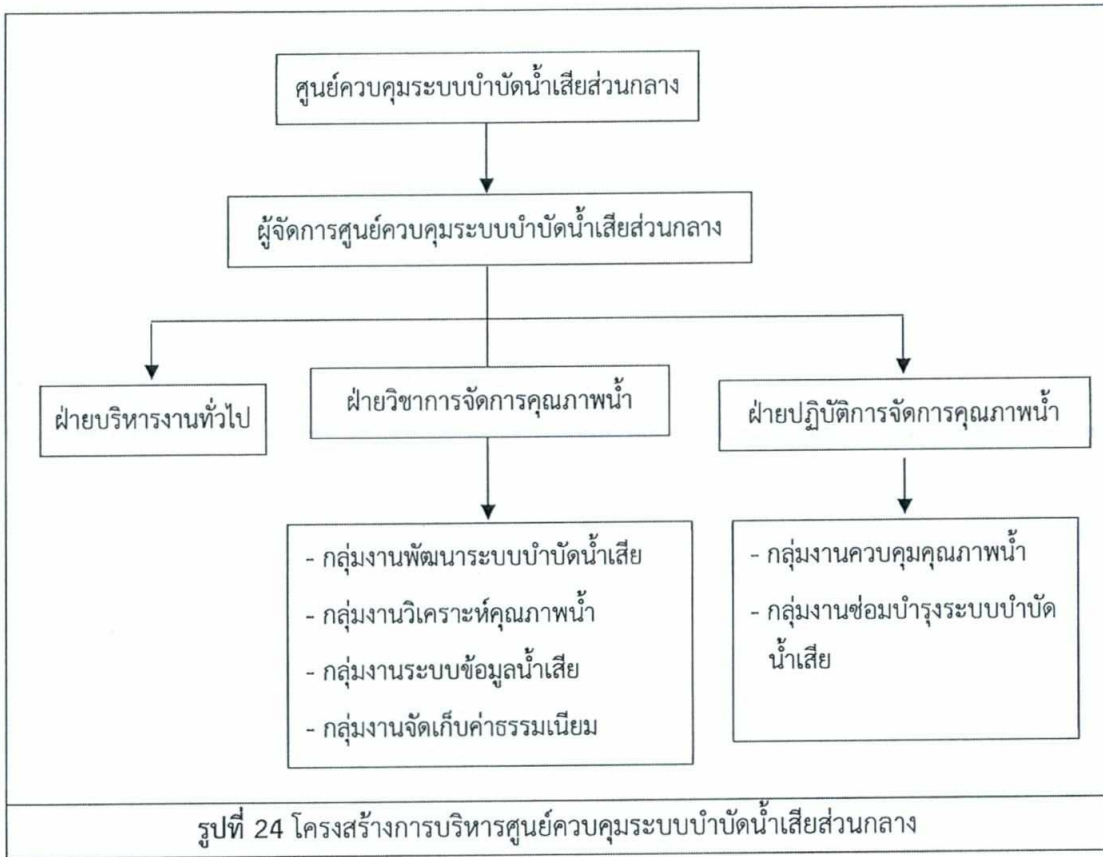 ศูนย์ควบคุมระบบบำบัดน้ำเสียส่วนกลาง
ผู้จัดการศูนย์ควบคุมระบบบำบัดน้ำเสียส่วนกลาง
ฝ่ายบริหารงานทั่วไป
ฝ่ายวิชาการจัดการคุณภาพน้ำ
ฝ่ายปฏิบัติการจัดการคุณภาพน้ำ
- กลุ่มงานพัฒนาระบบบำบัดน้ำเสีย
- กลุ่มงานวิเคราะห์คุณภาพน้ำ
- กลุ่มงานระบบข้อมูลน้ำเสีย
- กลุ่มงานจัดเก็บค่าธรรมเนียม
- กลุ่มงานควบคุมคุณภาพน้ำ
- กลุ่มงานซ่อมบำรุงระบบบำบัด
น้ำเสีย
รูปที่ 24 โครงสร้างการบริหารศูนย์ควบคุมระบบบำบัดน้ำเสียส่วนกลาง